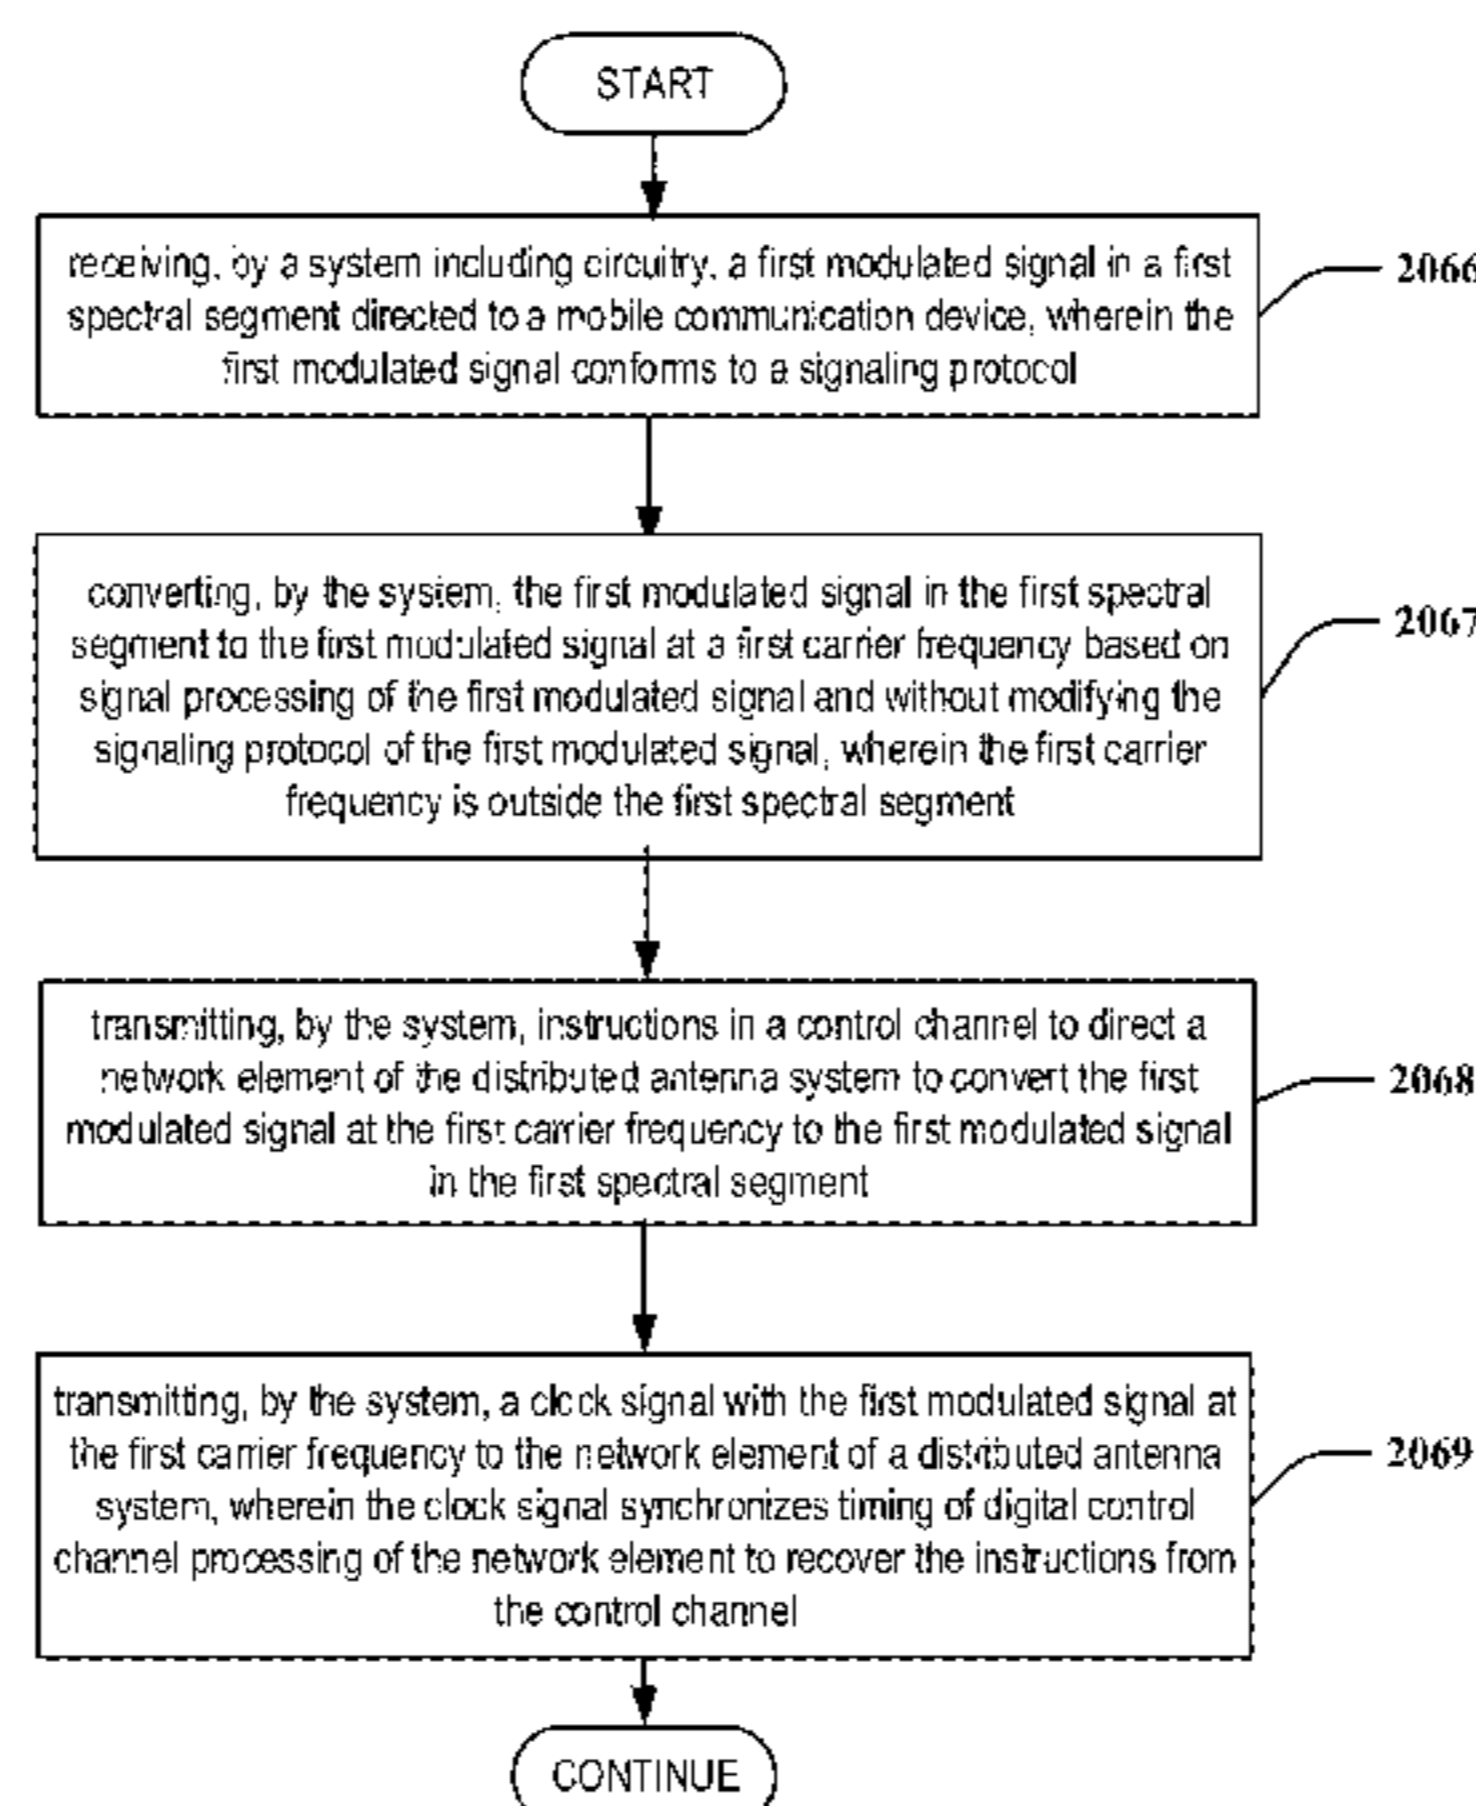 START
receiving, by a system including circuitry, a first modulated signal in a first
spectral segment directed to a mobile communication device, wherein the
first modulated signal conforms to a signaling protocol
2066
converting, by the system, the first modulated signal in the first spectral
segment to the first modulated signal at a first carrier frequency based on
signal processing of the first modulated signal and without modifying the
signaling protocol of the first modulated signal, wherein the first carrier
frequency is outside the first spectral segment
2067
transmitting, by the system, instructions in a control channel to direct a
network element of the distributed antenna system to convert the first
modulated signal at the first carrier frequency to the first modulated signal
in the first spectral segment
2068
transmitting, by the system, a clock signal with the first modulated signal at
the first carrier frequency to the network element of a distributed antenna
system, wherein the clock signal synchronizes timing of digital control
channel processing of the network element to recover the instructions from
the control channel
2069
CONTINUE